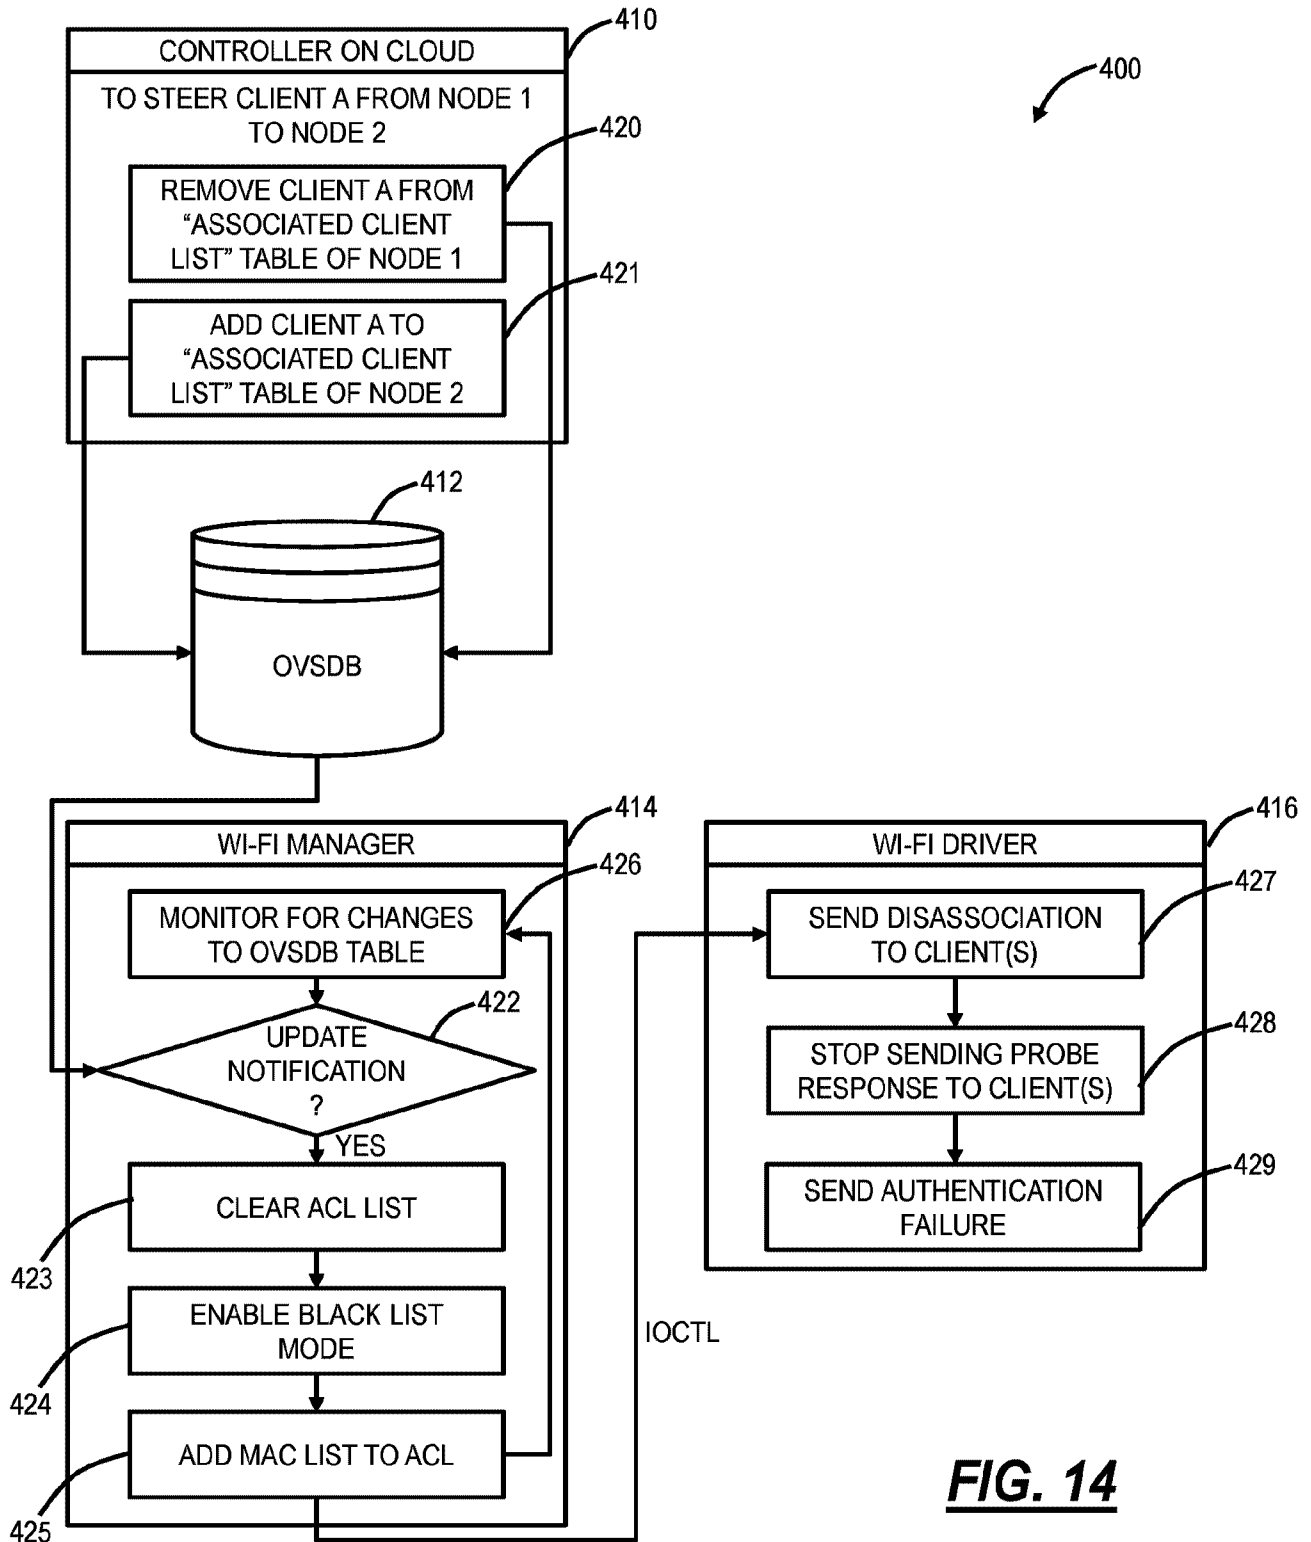 410
CONTROLLER ON CLOUD
400
TO STEER CLIENT A FROM NODE 1
TO NODE 2
420
REMOVE CLIENT A FROM
“ASSOCIATED CLIENT
LIST” TABLE OF NODE 1
421
ADD CLIENT A TO
“ASSOCIATED CLIENT
LIST” TABLE OF NODE 2
412
OVSDB
414
WI-FI MANAGER
426
MONITOR FOR CHANGES
TO OVSDB TABLE
422
UPDATE
NOTIFICATION
?
YES
CLEAR ACL LIST
423
ENABLE BLACK LIST
MODE
424
ADD MAC LIST TO ACL
425
IOCTL
416
WI-FI DRIVER
427
SEND DISASSOCIATION
TO CLIENT(S)
428
STOP SENDING PROBE
RESPONSE TO CLIENT(S)
429
SEND AUTHENTICATION
FAILURE
FIG. 14